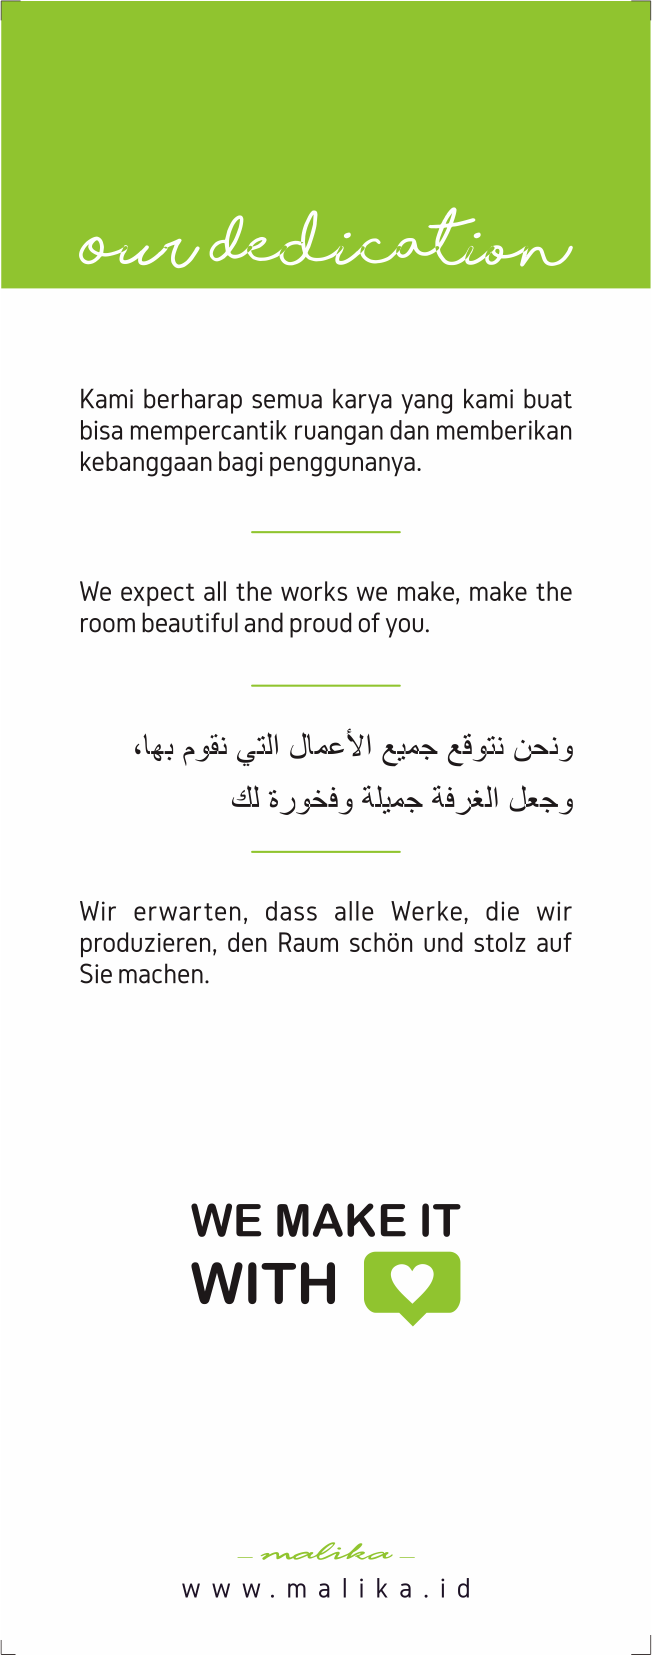 our dedication
Kami berharap semua karya yang kami buat
bisa mempercantik ruangan dan memberikan
kebanggaan bagi penggunanya.
We expect all the works we make, make the
room beautiful and proud of you.
ونحن نتوقع جميع الأعمال التي نقوم بها،
وجعل الغرفة جميلة وفخورة لك
Wir erwarten, dass alle Werke, die wir
produzieren, den Raum schön und stolz auf
Sie machen.
WE MAKE IT
WITH
malika
www.malika.id